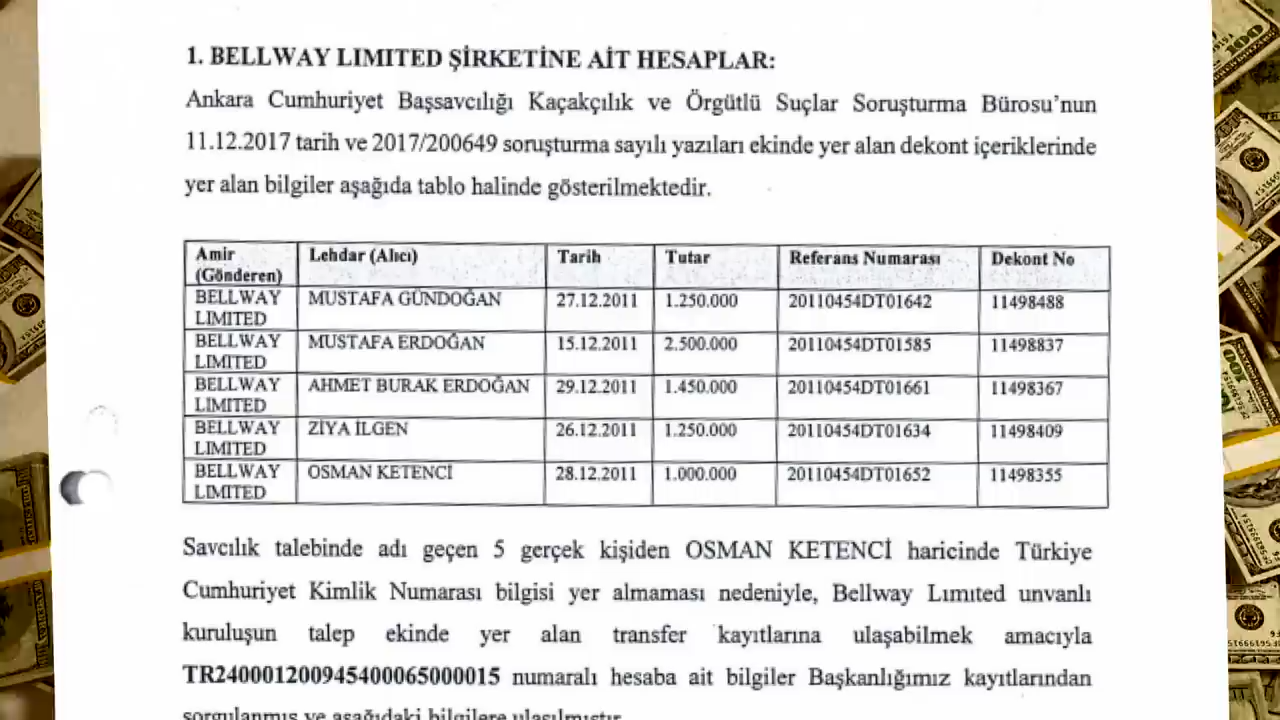 1. BELLWAY LIMITED ŞİRKETİNE AİT HESAPLAR:
Ankara Cumhuriyet Başsavcılığı Kaçakçılık ve Örgütlü Suçlar Soruşturma Bürosu’nun
11.12.2017 tarih ve 2017/200649 soruşturma sayılı yazıları ekinde yer alan dekont içeriklerinde
yer alan bilgiler aşağıda tablo halinde gösterilmektedir.
Amir (Gönderen) Lehdar (Alıcı) Tarih Tutar Referans Numarası Dekont No
BELLWAY LIMITED MUSTAFA GÜNDOĞAN 27.12.2011 1.250.000 20110454DT01642 11498488
BELLWAY LIMITED MUSTAFA ERDOĞAN 15.12.2011 2.500.000 20110454DT01585 11498837
BELLWAY LIMITED AHMET BURAK ERDOĞAN 29.12.2011 1.450.000 20110454DT01661 11498367
BELLWAY LIMITED ZİYA İLGEN 26.12.2011 1.250.000 20110454DT01634 11498409
BELLWAY LIMITED OSMAN KETENCİ 28.12.2011 1.000.000 20110454DT01652 11498355
Savcılık talebinde adı geçen 5 gerçek kişiden OSMAN KETENCİ haricinde Türkiye
Cumhuriyet Kimlik Numarası bilgisi yer almaması nedeniyle, Bellway Lımıted unvanlı
kuruluşun talep ekinde yer alan transfer kayıtlarına ulaşabilmek amacıyla
TR240001200945400065000015 numaralı hesaba ait bilgiler Başkanlığımız kayıtlarından
sorgulanmış ve aşağıdaki bilgilere ulaşılmıştır.